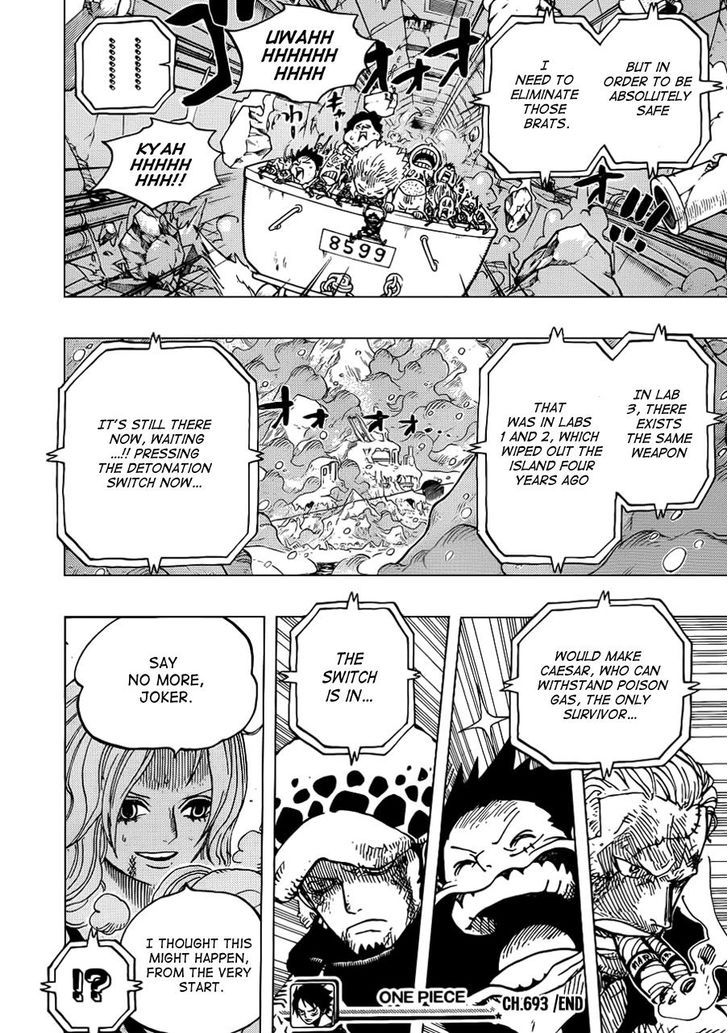 BUT IN
ORDER TO BE
ABSOLUTELY
SAFE
I
NEED TO
ELIMINATE
THOSE
BRATS.
UWAHH
HHHHHH
HHHH
KYAH
HHHHH
HHH!!
8599
IN LAB
3, THERE
EXISTS
THE SAME
WEAPON
THAT
WAS IN LABS
1 AND 2, WHICH
WIPED OUT THE
ISLAND FOUR
YEARS AGO
IT'S STILL THERE
NOW, WAITING
...!! PRESSING
THE DETONATION
SWITCH NOW...
WOULD MAKE
CAESAR, WHO CAN
WITHSTAND POISON
GAS, THE ONLY
SURVIVOR...
THE
SWITCH
IS IN...
SAY
NO MORE,
JOKER.
I THOUGHT THIS
MIGHT HAPPEN,
FROM THE VERY
START.
!?
ONE PIECE
CH.693 /END